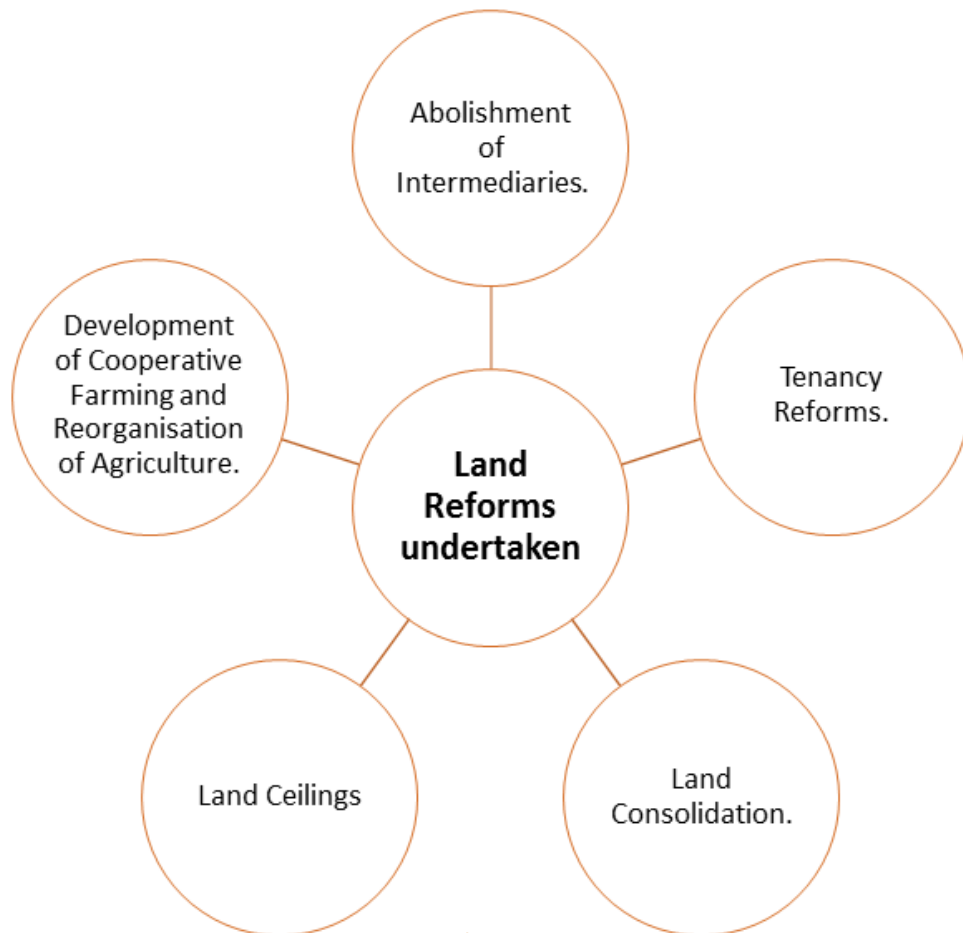 Abolishment
of
Intermediaries.
Development
of Cooperative
Farming and
Reorganisation
of Agriculture.
Tenancy
Reforms.
Land
Reforms
undertaken
Land Ceilings
Land
Consolidation.